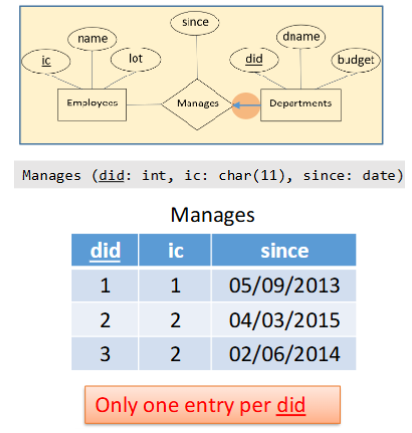 since
name
dname
ic
lot
did
budget
Employees
Manages
Departments
Manages (did: int, ic: char(11), since: date)
Manages
did ic since
1 1 05/09/2013
2 2 04/03/2015
3 2 02/06/2014
Only one entry per did